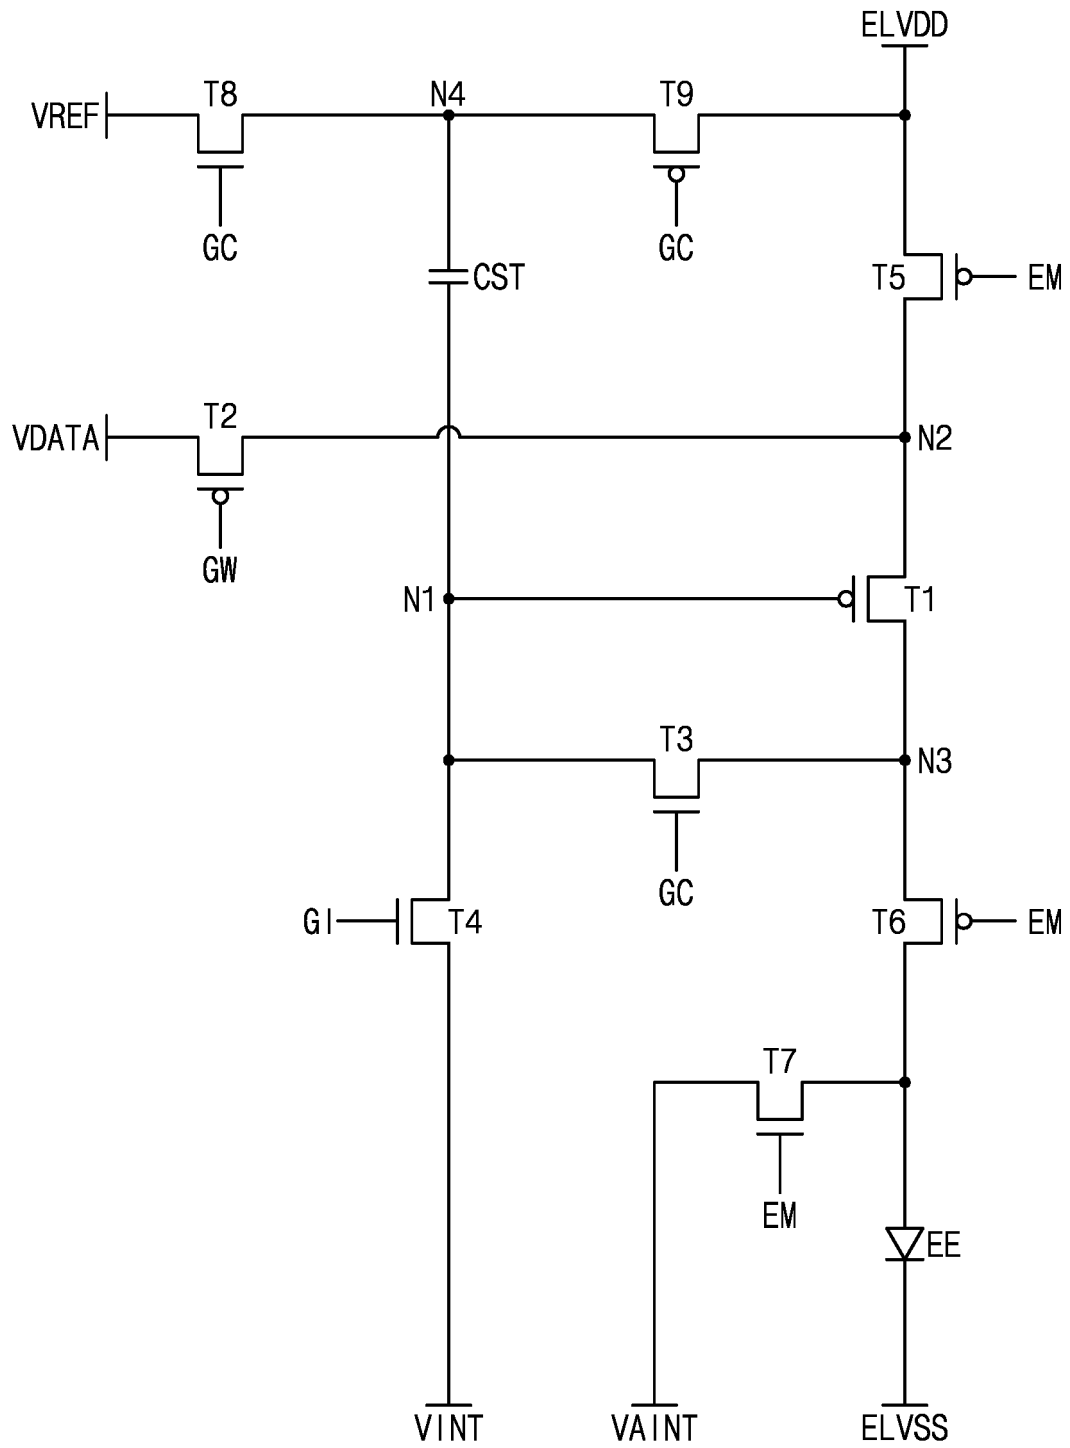 ELVDD
T8
N4
T9
VREF
GC
GC
CST
T5
EM
T2
VDATA
N2
GW
N1
T1
T3
N3
GC
GI
T4
T6
EM
T7
EM
EE
VINT
VAINT
ELVSS